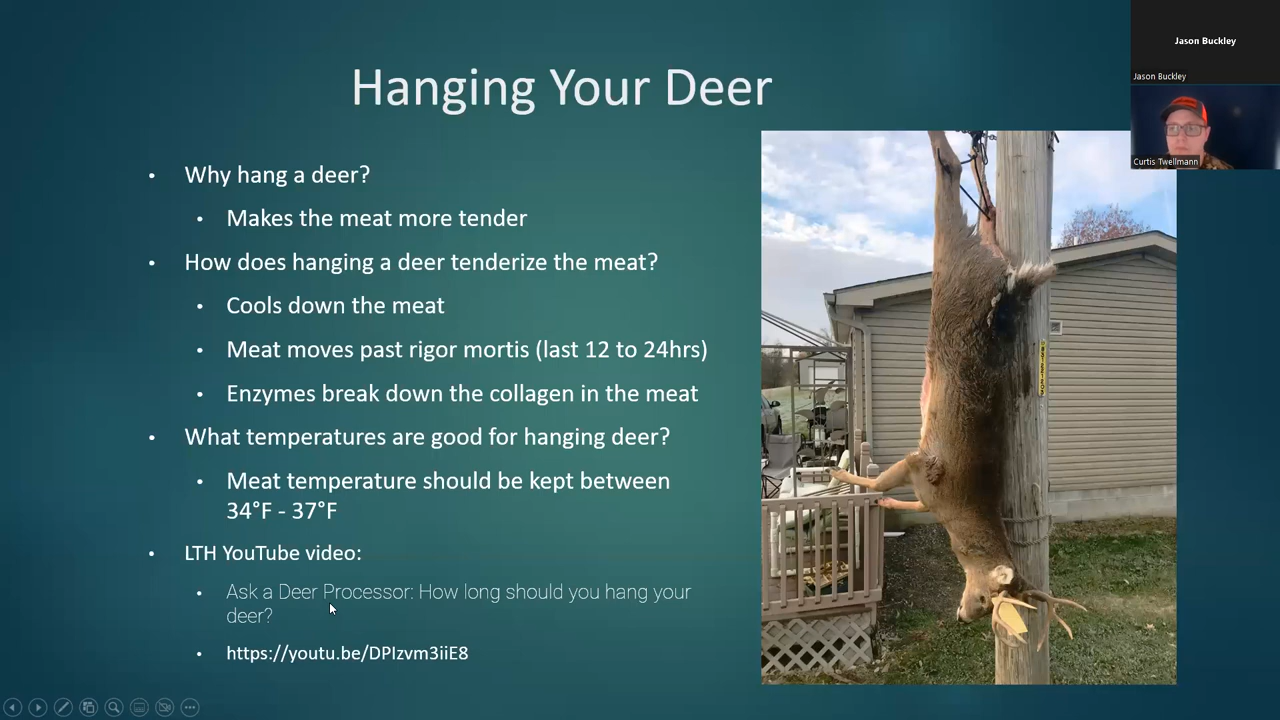 Jason Buckley
Jason Buckley
Hanging Your Deer
Curtis Twellmann
• Why hang a deer?
• Makes the meat more tender
• How does hanging a deer tenderize the meat?
• Cools down the meat
• Meat moves past rigor mortis (last 12 to 24hrs)
• Enzymes break down the collagen in the meat
• What temperatures are good for hanging deer?
• Meat temperature should be kept between
34°F - 37°F
• LTH YouTube video:
• Ask a Deer Processor: How long should you hang your
deer?
• https://youtu.be/DPIzvm3iiE8